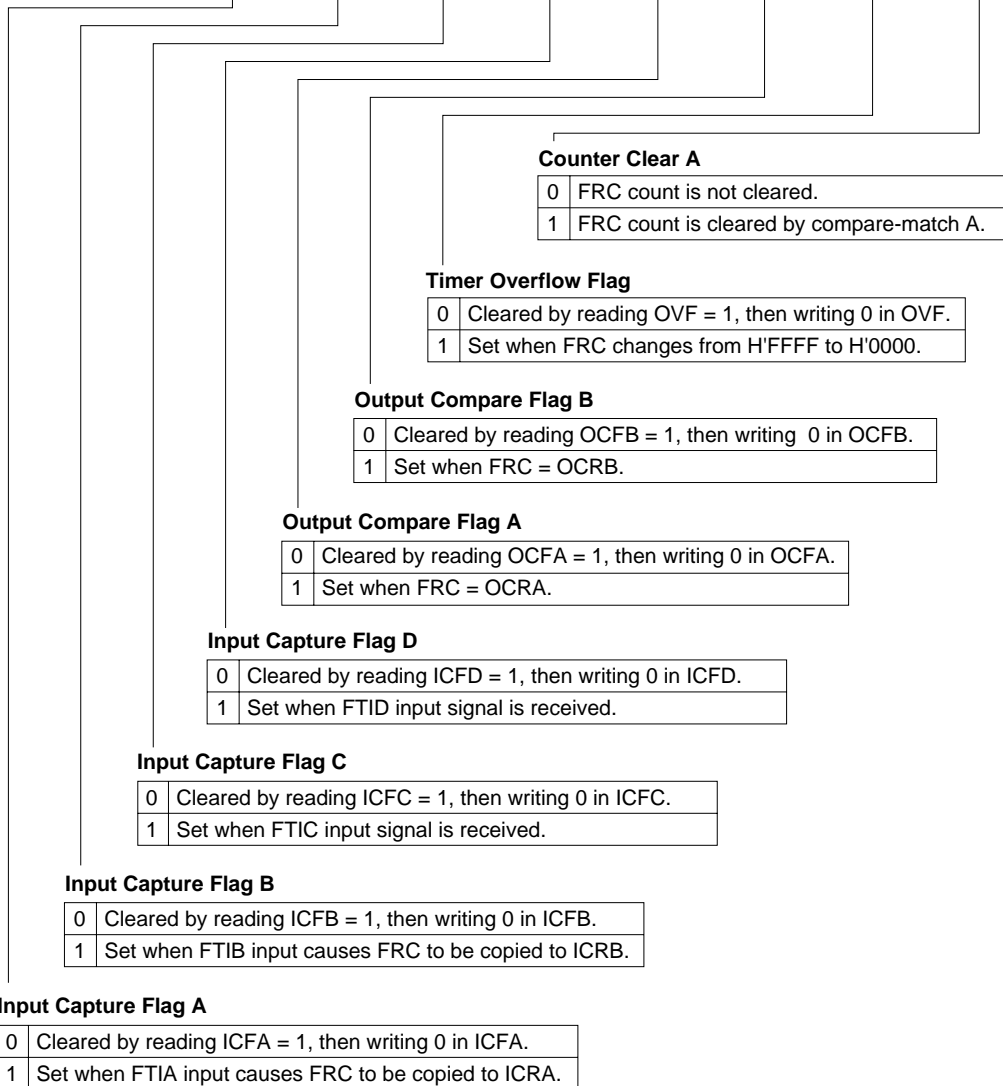 Counter Clear A
0 FRC count is not cleared.
1 FRC count is cleared by compare-match A.
Timer Overflow Flag
0 Cleared by reading OVF = 1, then writing 0 in OVF.
1 Set when FRC changes from H'FFFF to H'0000.
Output Compare Flag B
0 Cleared by reading OCFB = 1, then writing 0 in OCFB.
1 Set when FRC = OCRB.
Output Compare Flag A
0 Cleared by reading OCFA = 1, then writing 0 in OCFA.
1 Set when FRC = OCRA.
Input Capture Flag D
0 Cleared by reading ICFD = 1, then writing 0 in ICFD.
1 Set when FTID input signal is received.
Input Capture Flag C
0 Cleared by reading ICFC = 1, then writing 0 in ICFC.
1 Set when FTIC input signal is received.
Input Capture Flag B
0 Cleared by reading ICFB = 1, then writing 0 in ICFB.
1 Set when FTIB input causes FRC to be copied to ICRB.
Input Capture Flag A
0 Cleared by reading ICFA = 1, then writing 0 in ICFA.
1 Set when FTIA input causes FRC to be copied to ICRA.